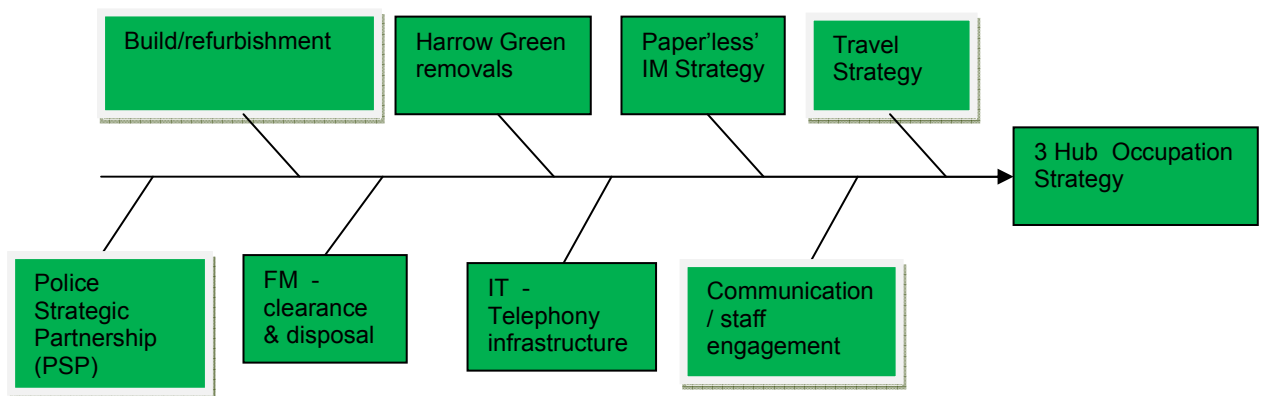 Build/refurbishment
Harrow Green
removals
Paper’less’
IM Strategy
Travel
Strategy
3 Hub Occupation
Strategy
Police
Strategic
Partnership
(PSP)
FM -
clearance
& disposal
IT -
Telephony
infrastructure
Communication
/ staff
engagement